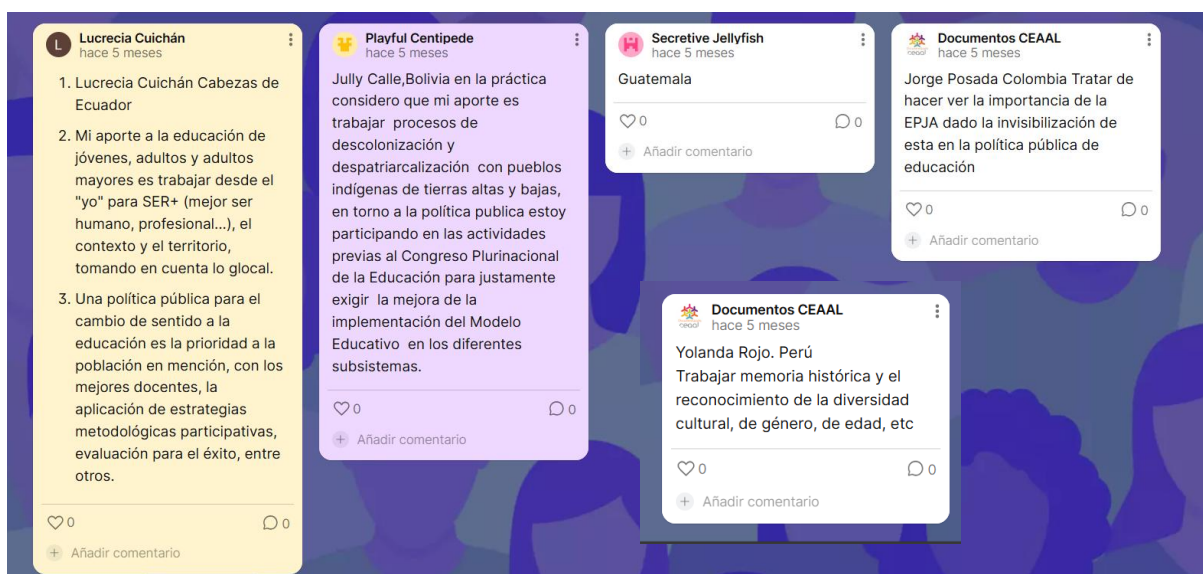 L
Lucrecia Cuichán
hace 5 meses
1. Lucrecia Cuichán Cabezas de
Ecuador
2. Mi aporte a la educación de
jóvenes, adultos y adultos
mayores es trabajar desde el
"yo" para SER+ (mejor ser
humano, profesional...), el
contexto y el territorio,
tomando en cuenta lo glocal.
3. Una política pública para el
cambio de sentido a la
educación es la prioridad a la
población en mención, con los
mejores docentes, la
aplicación de estrategias
metodológicas participativas,
evaluación para el éxito, entre
otros.
0 0
+ Añadir comentario
Playful Centipede
hace 5 meses
Jully Calle,Bolivia en la práctica
considero que mi aporte es
trabajar procesos de
descolonización y
despatriarcalización con pueblos
indígenas de tierras altas y bajas,
en torno a la política publica estoy
participando en las actividades
previas al Congreso Plurinacional
de la Educación para justamente
exigir la mejora de la
implementación del Modelo
Educativo en los diferentes
subsistemas.
0 0
+ Añadir comentario
Secretive Jellyfish
hace 5 meses
Guatemala
0 0
+ Añadir comentario
ceaal
Documentos CEAAL
hace 5 meses
Jorge Posada Colombia Tratar de
hacer ver la importancia de la
EPJA dado la invisibilización de
esta en la política pública de
educación
0 0
+ Añadir comentario
ceaal
Documentos CEAAL
hace 5 meses
Yolanda Rojo. Perú
Trabajar memoria histórica y el
reconocimiento de la diversidad
cultural, de género, de edad, etc
0 0
+ Añadir comentario